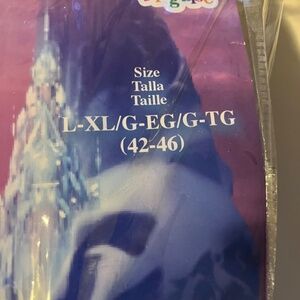 Size
Talla
Taille
L-XL/G-EG/G-TG
(42-46)